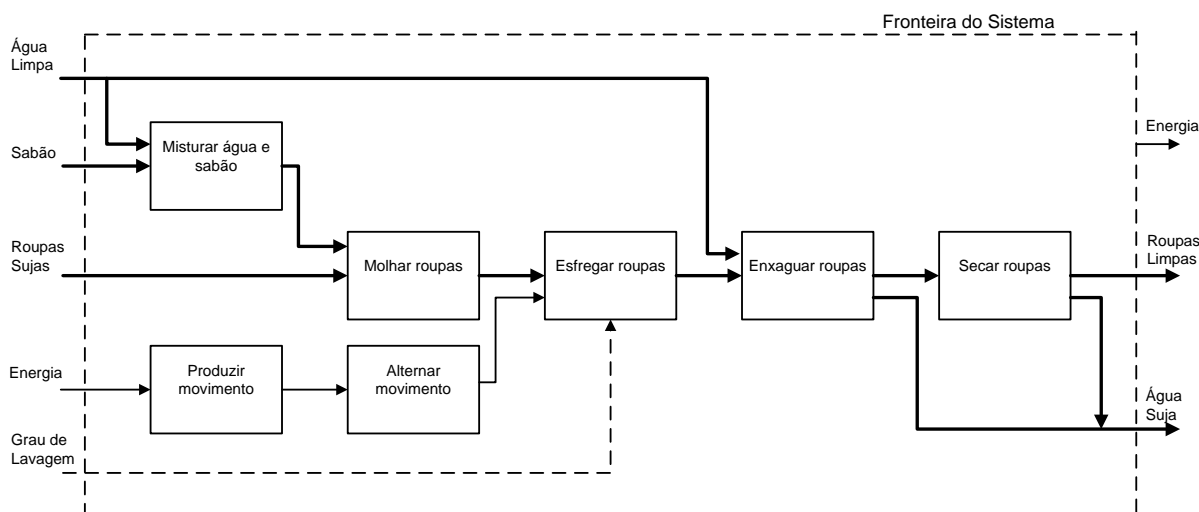 Fronteira do Sistema
Água
Limpa
Sabão
Misturar água e
sabão
Energia
Roupas
Sujas
Molhar roupas
Esfregar roupas
Enxaguar roupas
Secar roupas
Roupas
Limpas
Energia
Produzir
movimento
Alternar
movimento
Água
Suja
Grau de
Lavagem